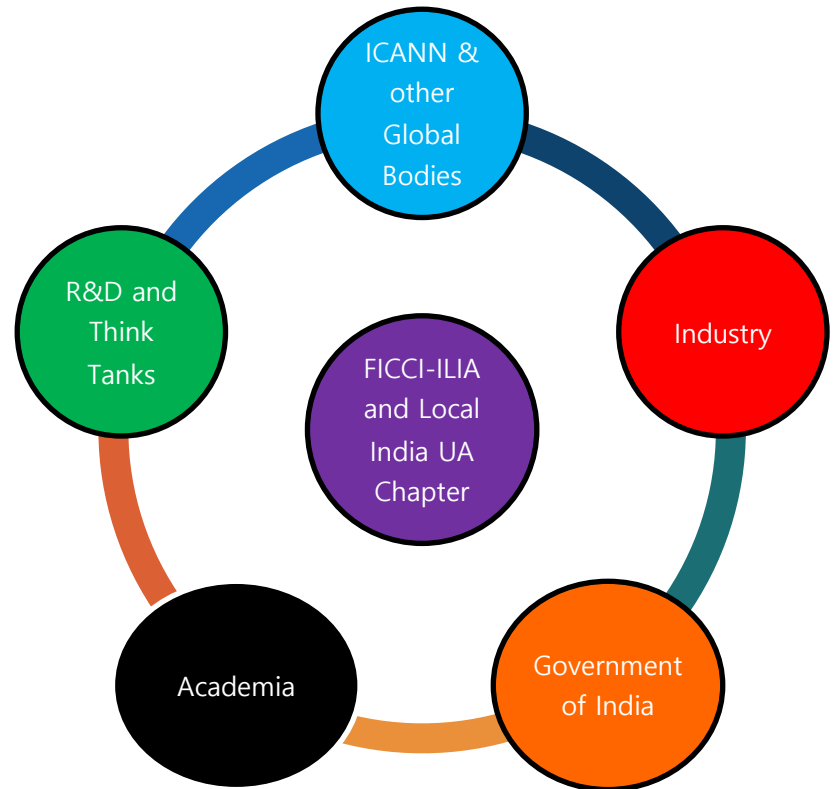 ICANN &
other
Global
Bodies
R&D and
Think
Tanks
Industry
FICCI-ILIA
and Local
India UA
Chapter
Academia
Government
of India